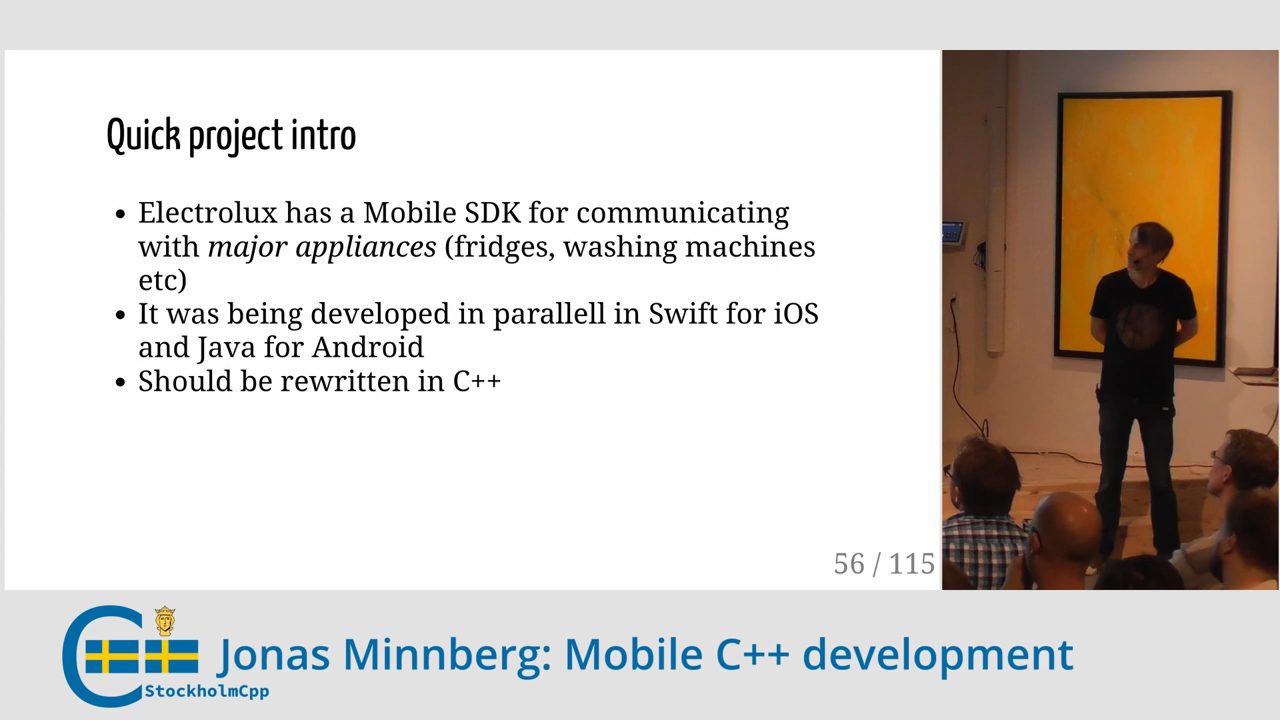 Quick project intro
• Electrolux has a Mobile SDK for communicating
with major appliances (fridges, washing machines
etc)
• It was being developed in parallell in Swift for iOS
and Java for Android
• Should be rewritten in C++
56 / 115
C++
StockholmCpp
Jonas Minnberg: Mobile C++ development